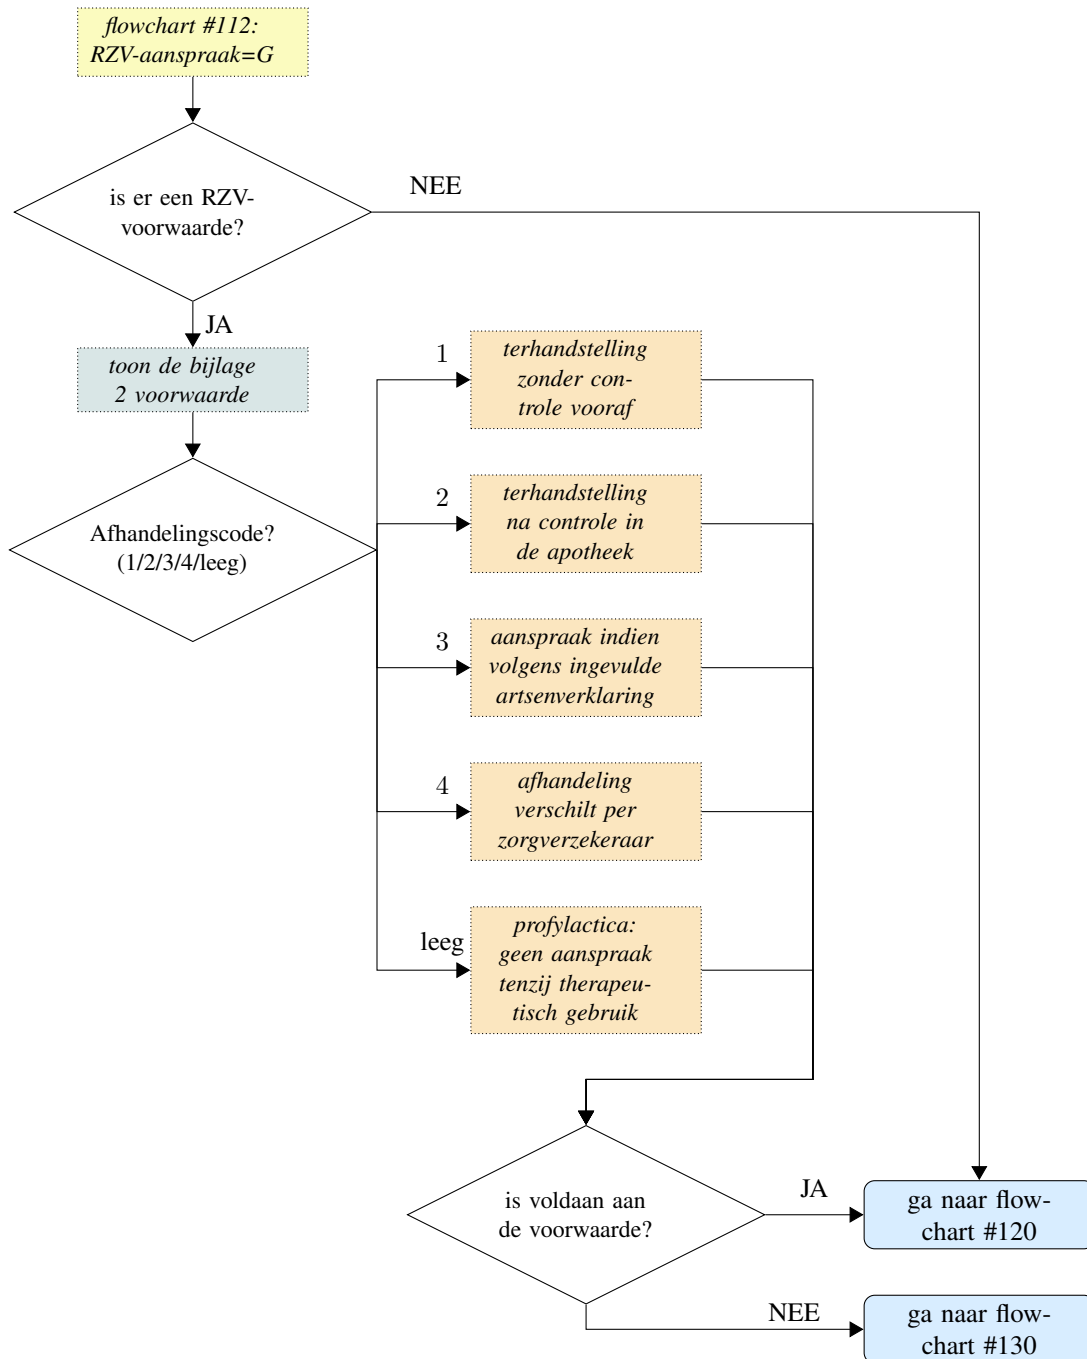 flowchart #112:
RZV-aanspraak=G
is er een RZV-
voorwaarde?
NEE
JA
toon de bijlage
2 voorwaarde
Afhandelingscode?
(1/2/3/4/leeg)
1
terhandstelling
zonder con-
trole vooraf
2
terhandstelling
na controle in
de apotheek
3
aanspraak indien
volgens ingevulde
artsenverklaring
4
afhandeling
verschilt per
zorgverzekeraar
leeg
profylactica:
geen aanspraak
tenzij therapeu-
tisch gebruik
is voldaan aan
de voorwaarde?
JA
ga naar flow-
chart #120
NEE
ga naar flow-
chart #130